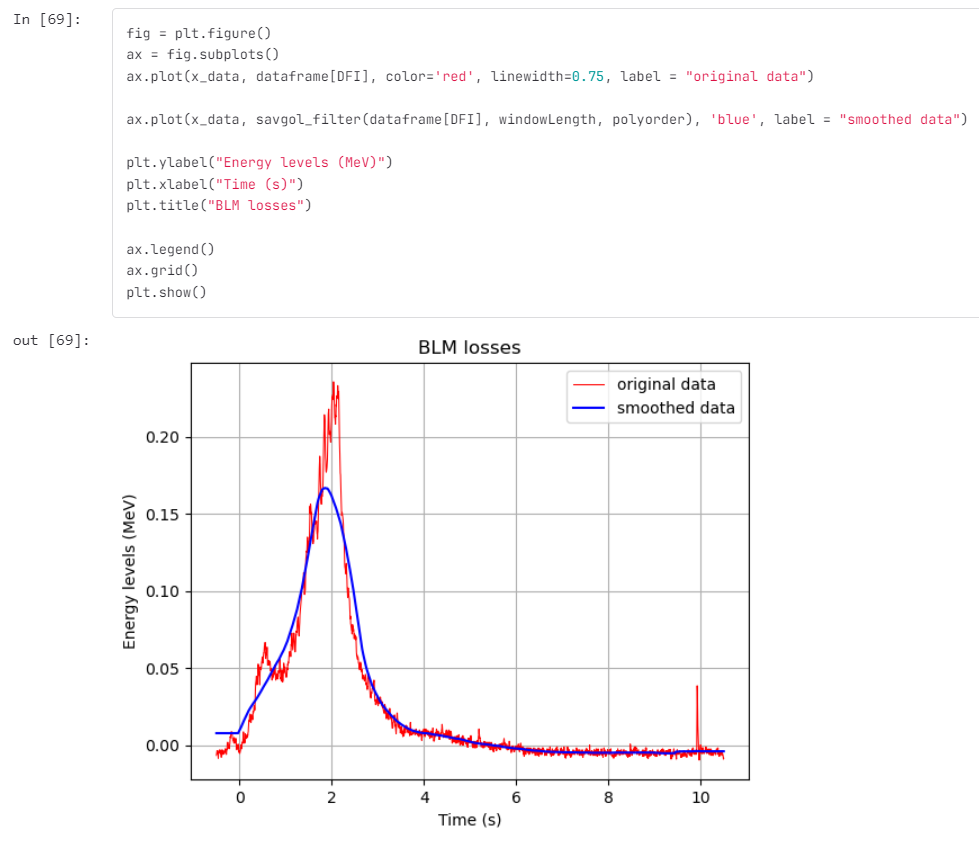 In [69]:
fig = plt.figure()
ax = fig.subplots()
ax.plot(x_data, dataframe[DFI], color='red', linewidth=0.75, label = "original data")
ax.plot(x_data, savgol_filter(dataframe[DFI], windowLength, polyorder), 'blue', label = "smoothed data")
plt.ylabel("Energy levels (MeV)")
plt.xlabel("Time (s)")
plt.title("BLM losses")
ax.legend()
ax.grid()
plt.show()
out [69]:
BLM losses
original data
smoothed data
Energy levels (MeV)
0.20
0.15
0.10
0.05
0.00
0 2 4 6 8 10
Time (s)